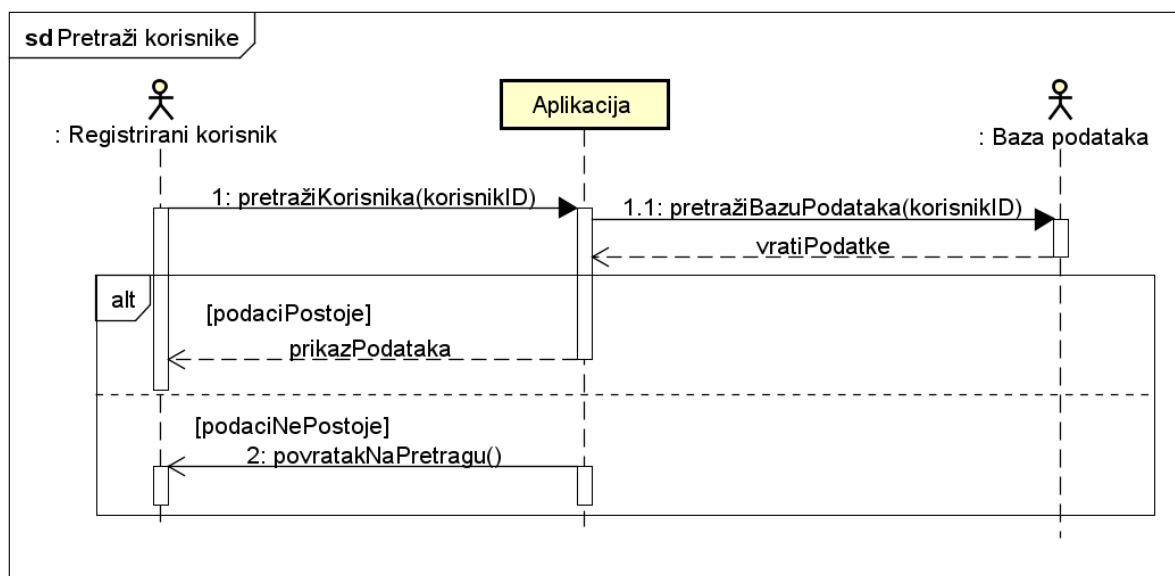 sd Pretraži korisnike
: Registrirani korisnik
Aplikacija
: Baza podataka
1: pretražiKorisnika(korisnikID)
1.1: pretražiBazuPodataka(korisnikID)
vratiPodatke
alt
[podaciPostoje]
prikazPodataka
[podaciNePostoje]
2: povratakNaPretragu()